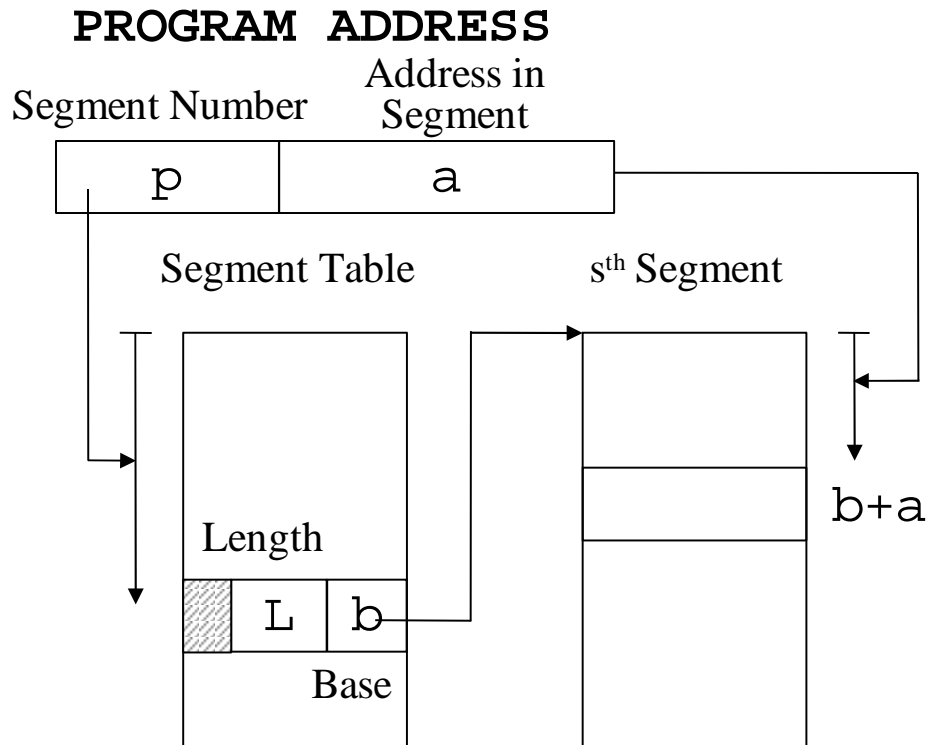 PROGRAM ADDRESS
Segment Number
Address in
Segment
p
a
Segment Table
sth Segment
Length
L
b
Base
b+a